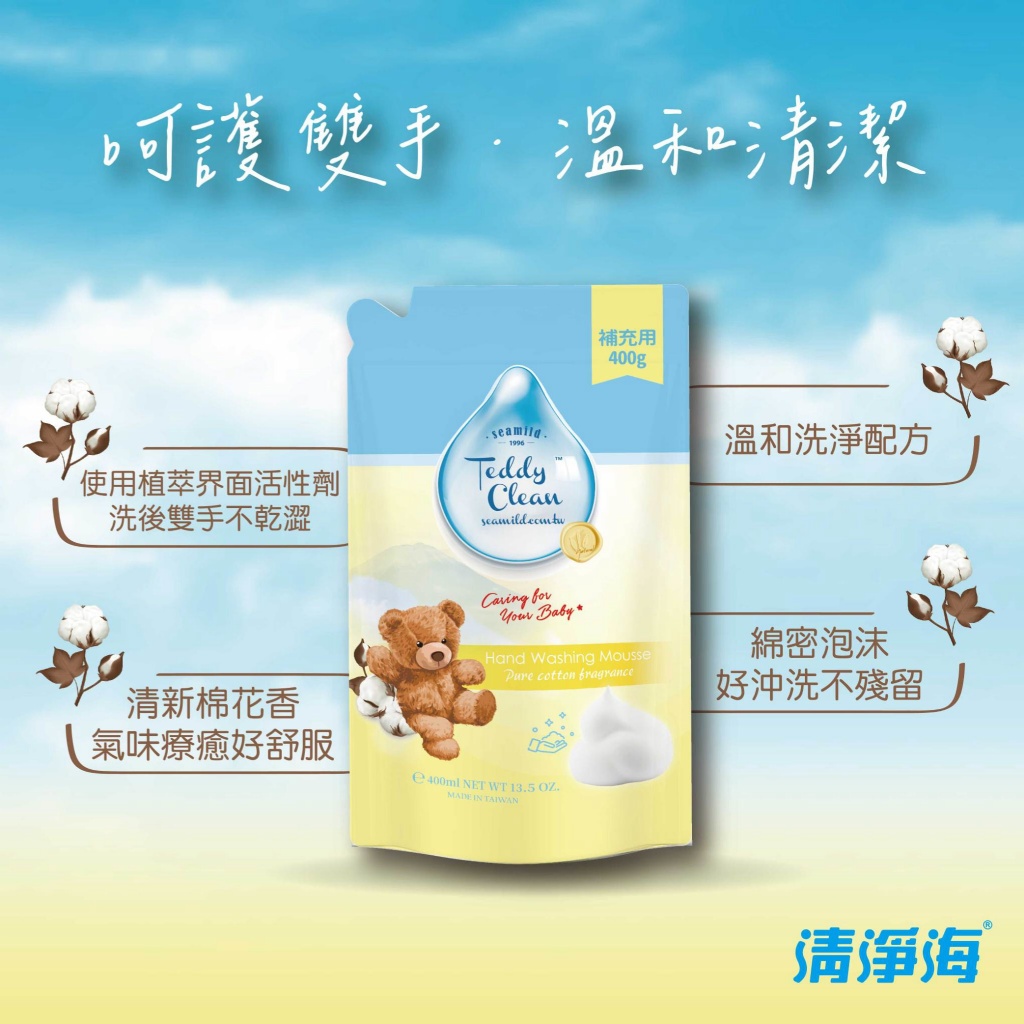 呵護雙手・溫和清潔
補充用
400g
seamild
1996
Teddy™
Clean
seamild.com.tw
Caring for
Your Baby*
Hand Washing Mousse
Pure cotton fragrance
℮ 400ml NET WT 13.5 OZ.
MADE IN TAIWAN
使用植萃界面活性劑
洗後雙手不乾澀
清新棉花香
氣味療癒好舒服
溫和洗淨配方
綿密泡沫
好沖洗不殘留
清淨海®